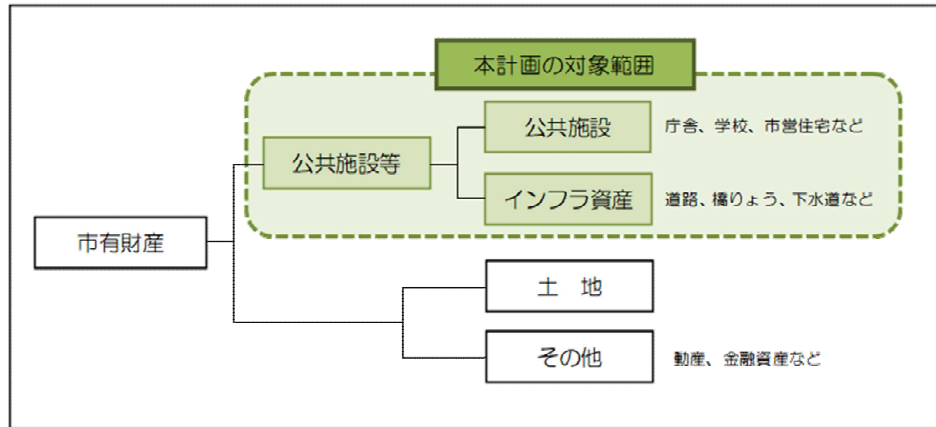 本計画の対象範囲
公共施設等
公共施設
庁舎、学校、市営住宅など
インフラ資産
道路、橋りょう、下水道など
市有財産
土　地
その他
動産、金融資産など